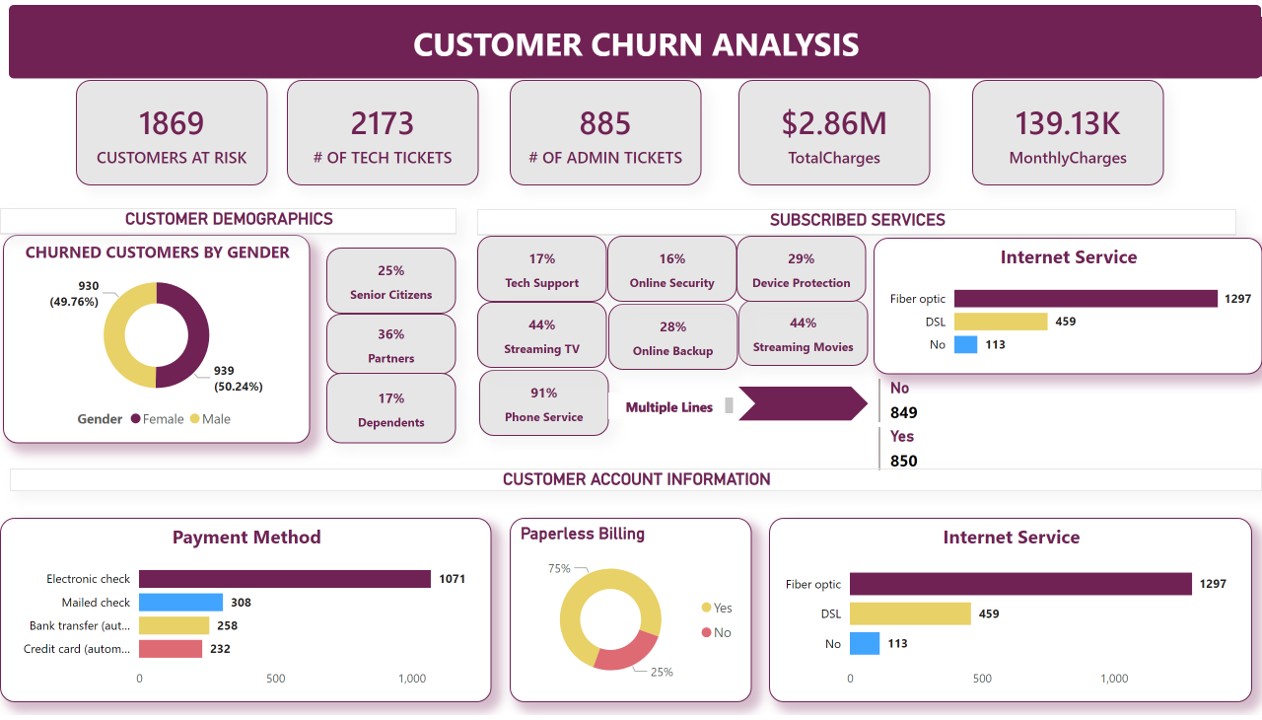 CUSTOMER CHURN ANALYSIS
1869
CUSTOMERS AT RISK
2173
# OF TECH TICKETS
885
# OF ADMIN TICKETS
$2.86M
TotalCharges
139.13K
MonthlyCharges
CUSTOMER DEMOGRAPHICS
CHURNED CUSTOMERS BY GENDER
930
(49.76%)
939
(50.24%)
Gender Female Male
25%
Senior Citizens
36%
Partners
17%
Dependents
SUBSCRIBED SERVICES
17%
Tech Support
16%
Online Security
29%
Device Protection
44%
Streaming TV
28%
Online Backup
44%
Streaming Movies
91%
Phone Service
Multiple Lines
No
849
Yes
850
Internet Service
Fiber optic 1297
DSL 459
No 113
CUSTOMER ACCOUNT INFORMATION
Payment Method
Electronic check 1071
Mailed check 308
Bank transfer (aut... 258
Credit card (autom... 232
0 500 1,000
Paperless Billing
75%
25%
Yes
No
Internet Service
Fiber optic 1297
DSL 459
No 113
0 500 1,000